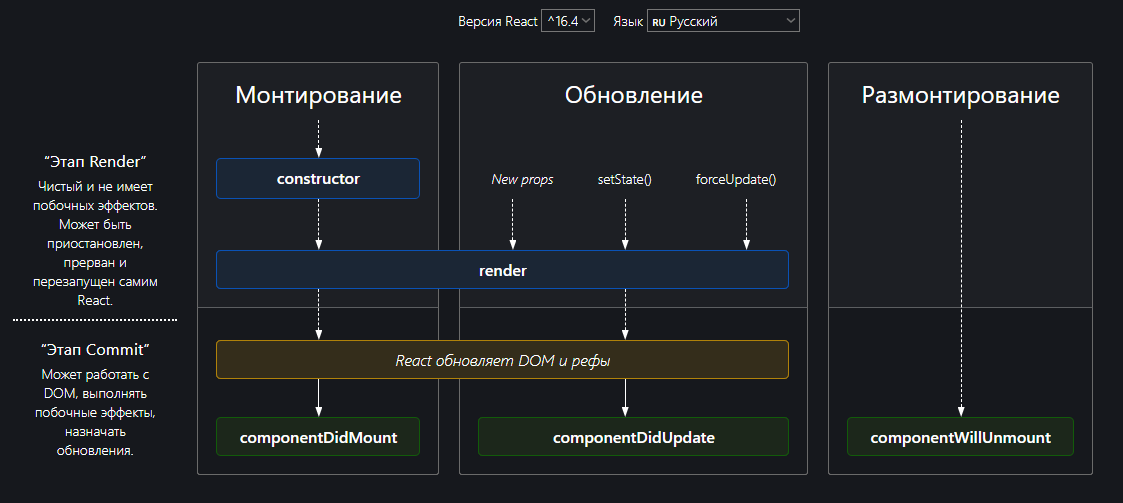 Версия React ^16.4 Язык RU Русский
Монтирование
Обновление
Размонтирование
“Этап Render”
Чистый и не имеет
побочных эффектов.
Может быть
приостановлен,
прерван и
перезапущен самим
React.
constructor
New props
setState()
forceUpdate()
render
“Этап Commit”
Может работать с
DOM, выполнять
побочные эффекты,
назначать
обновления.
React обновляет DOM и рефы
componentDidMount
componentDidUpdate
componentWillUnmount